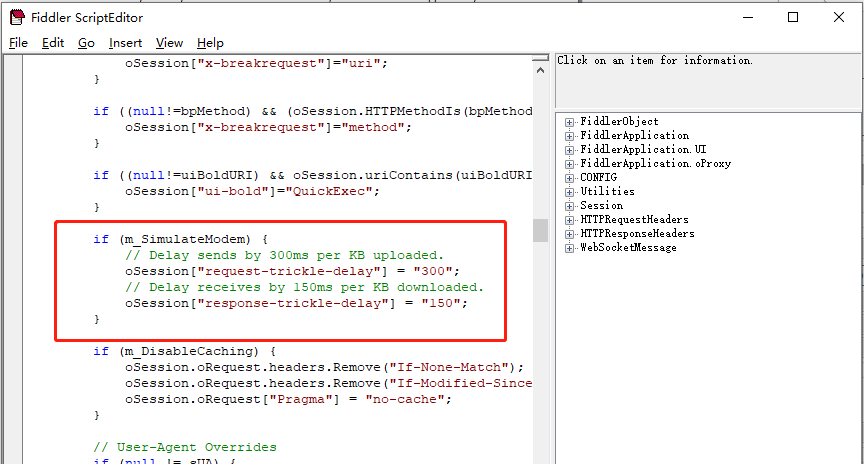 Fiddler ScriptEditor
File Edit Go Insert View Help
oSession["x-breakrequest"]="uri";
}
if ((null!=bpMethod) && (oSession.HTTPMethodIs(bpMethod
oSession["x-breakrequest"]="method";
}
if ((null!=uiBoldURI) && oSession.uriContains(uiBoldURI
oSession["ui-bold"]="QuickExec";
}
if (m_SimulateModem) {
// Delay sends by 300ms per KB uploaded.
oSession["request-trickle-delay"] = "300";
// Delay receives by 150ms per KB downloaded.
oSession["response-trickle-delay"] = "150";
}
if (m_DisableCaching) {
oSession.oRequest.headers.Remove("If-None-Match");
oSession.oRequest.headers.Remove("If-Modified-Since
oSession.oRequest["Pragma"] = "no-cache";
}
// User-Agent Overrides
if (null != sUA) {
Click on an item for information.
FiddlerObject
FiddlerApplication
FiddlerApplication.UI
FiddlerApplication.oProxy
CONFIG
Utilities
Session
HTTPRequestHeaders
HTTPResponseHeaders
WebSocketMessage